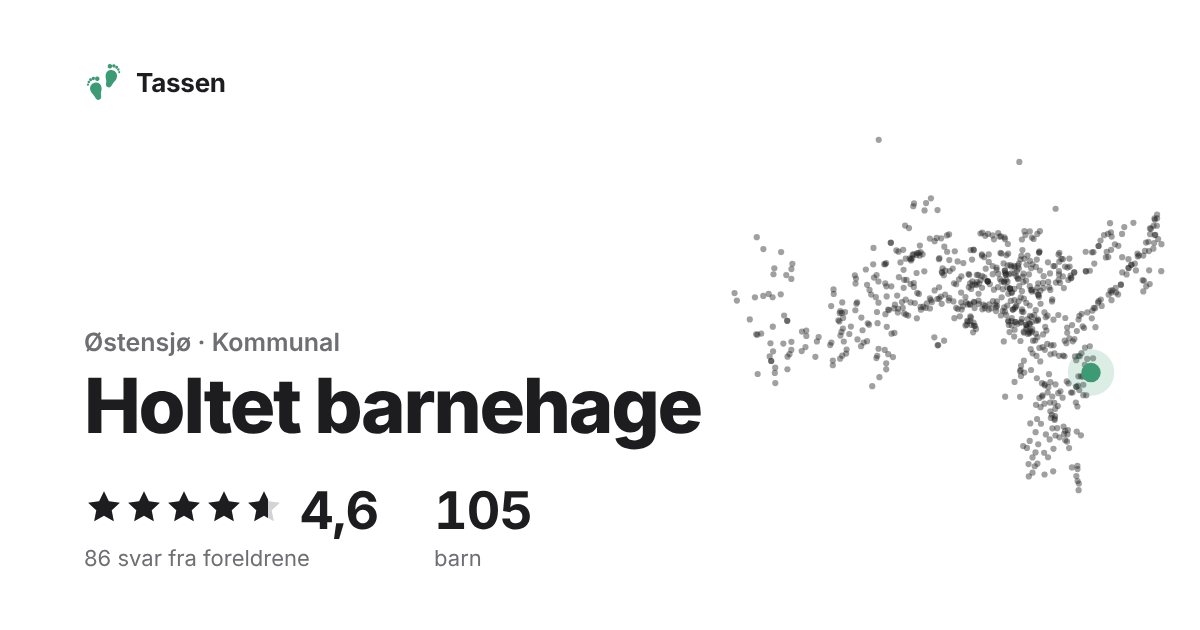 Tassen
Østensjø · Kommunal
Holtet barnehage
4,6
105
86 svar fra foreldrene
barn